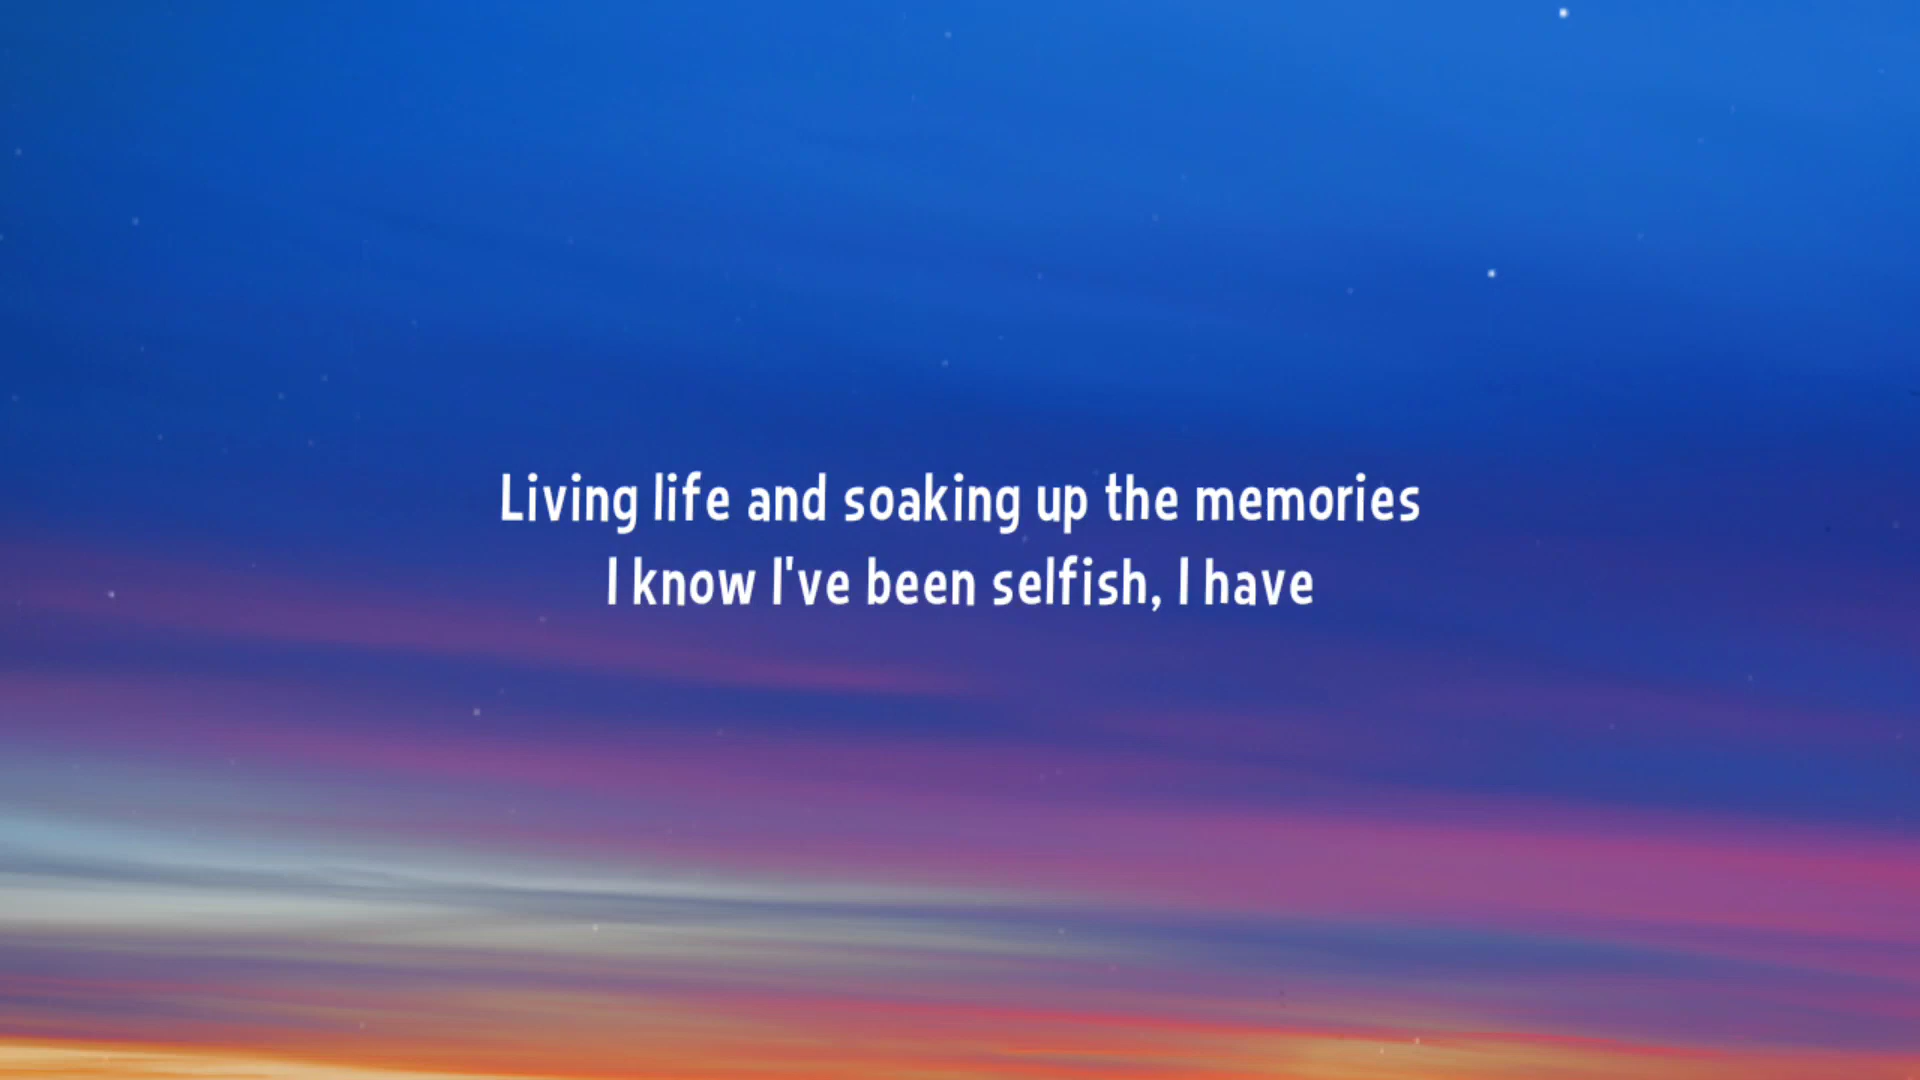 Living life and soaking up the memories
I know I've been selfish, I have